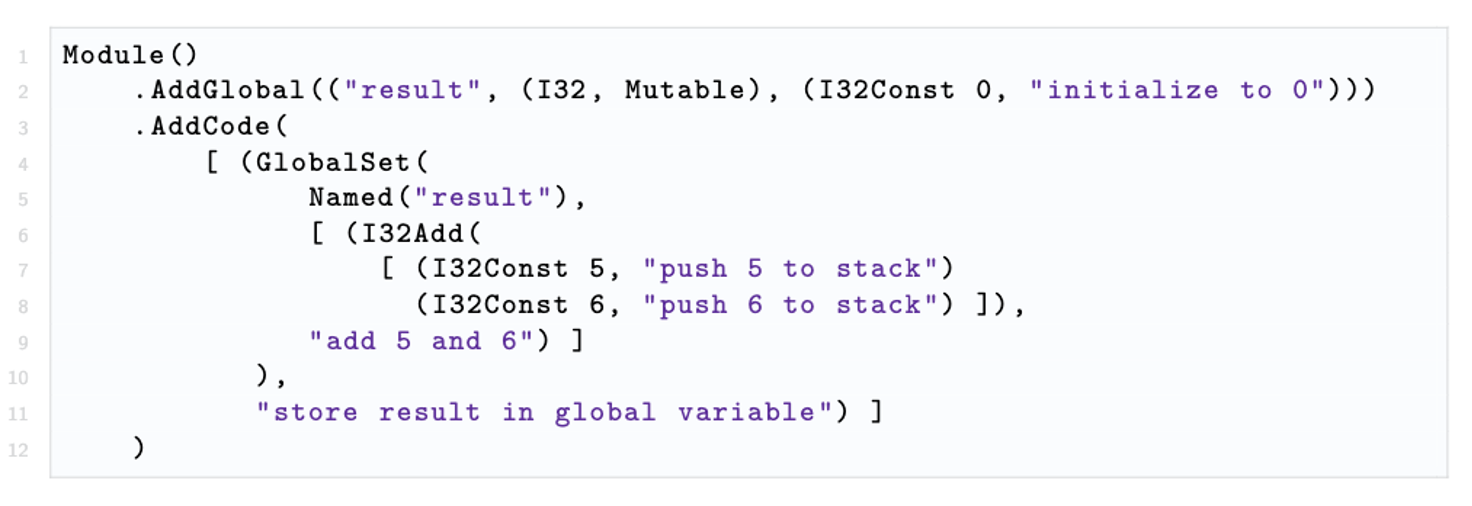 1 Module()
2 .AddGlobal(("result", (I32, Mutable), (I32Const 0, "initialize to 0")))
3 .AddCode(
4 [ (GlobalSet(
5 Named("result"),
6 [ (I32Add(
7 [ (I32Const 5, "push 5 to stack")
8 (I32Const 6, "push 6 to stack") ]),
9 "add 5 and 6") ]
10 ),
11 "store result in global variable") ]
12 )